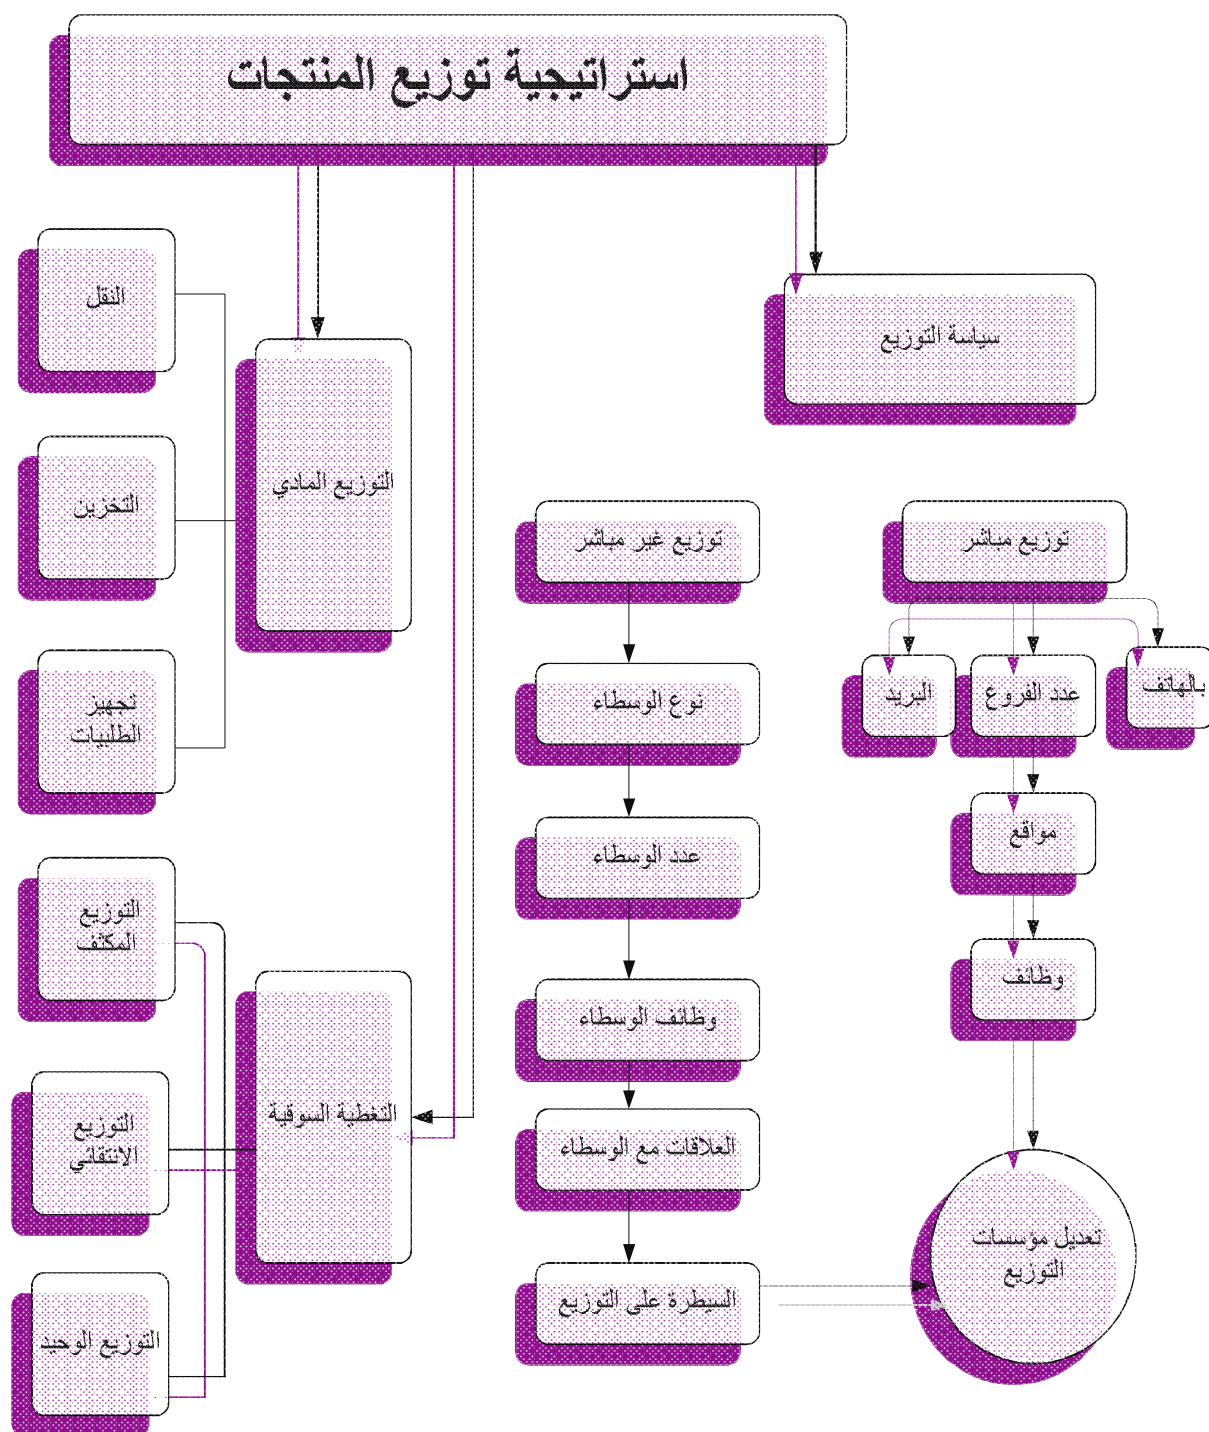 استراتيجية توزيع المنتجات
سياسة التوزيع
توزيع مباشر
بالهاتف
عدد الفروع
البريد
مواقع
وظائف
تعديل مؤسسات
التوزيع
توزيع غير مباشر
نوع الوسطاء
عدد الوسطاء
وظائف الوسطاء
العلاقات مع الوسطاء
السيطرة على التوزيع
التوزيع المادي
النقل
التخزين
تجهيز
الطلبيات
التغطية السوقية
التوزيع
المكثف
التوزيع
الانتقائي
التوزيع الوحيد